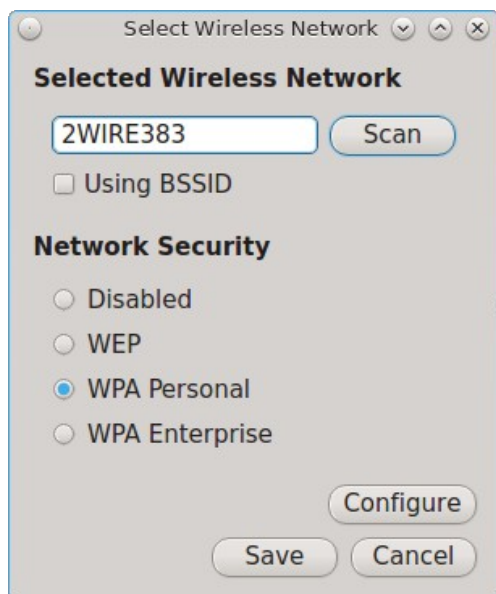 Select Wireless Network
Selected Wireless Network
2WIRE383 Scan
Using BSSID
Network Security
Disabled
WEP
WPA Personal
WPA Enterprise
Configure
Save Cancel